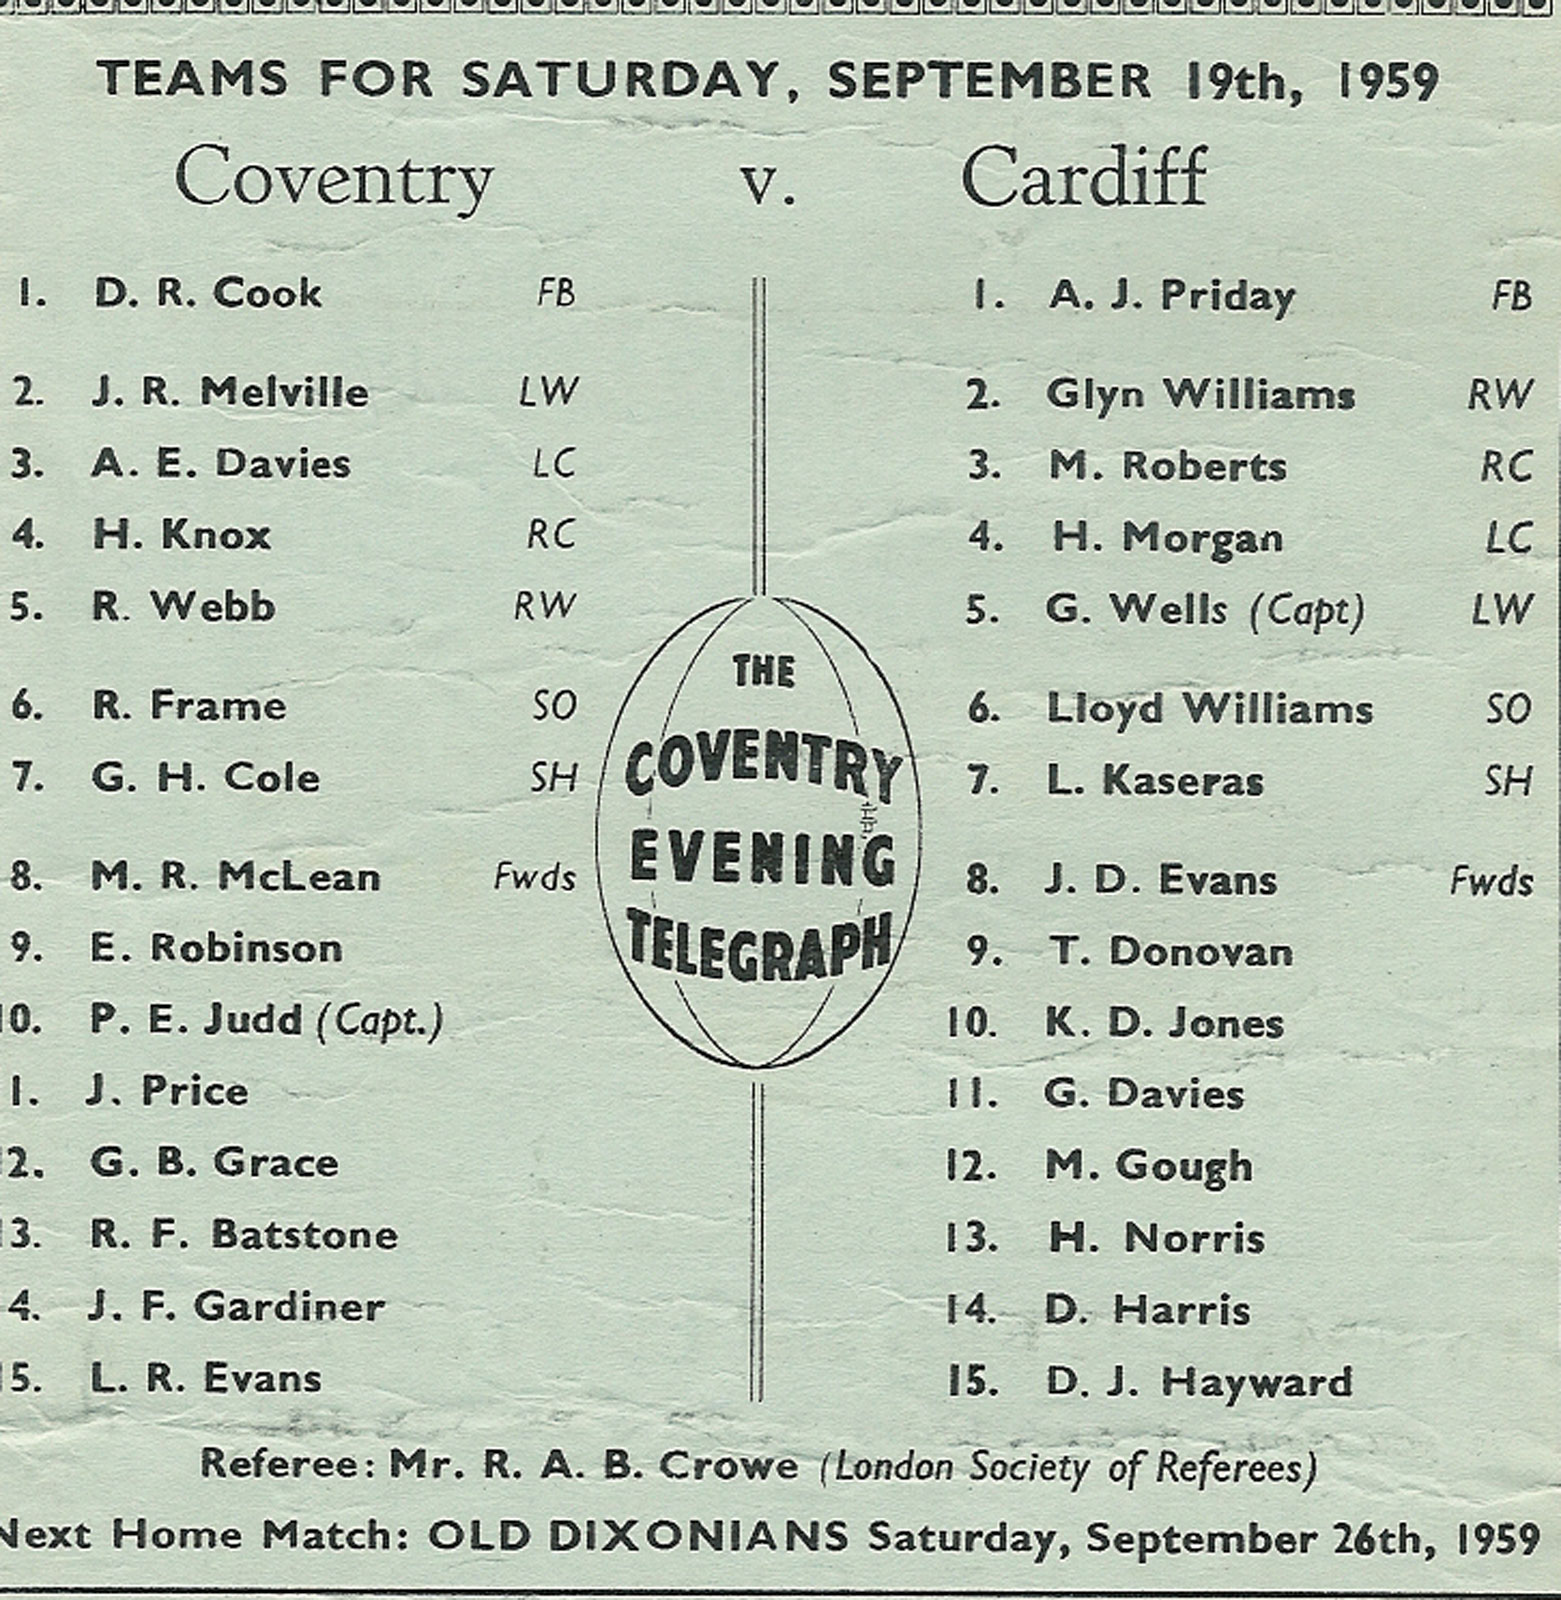 TEAMS FOR SATURDAY, SEPTEMBER 19th, 1959
Coventry v. Cardiff
1. D. R. Cook FB
2. J. R. Melville LW
3. A. E. Davies LC
4. H. Knox RC
5. R. Webb RW
6. R. Frame SO
7. G. H. Cole SH
8. M. R. McLean Fwds
9. E. Robinson
10. P. E. Judd (Capt.)
1. J. Price
12. G. B. Grace
13. R. F. Batstone
4. J. F. Gardiner
15. L. R. Evans
THE
COVENTRY
EVENING
TELEGRAPH
1. A. J. Priday FB
2. Glyn Williams RW
3. M. Roberts RC
4. H. Morgan LC
5. G. Wells (Capt) LW
6. Lloyd Williams SO
7. L. Kaseras SH
8. J. D. Evans Fwds
9. T. Donovan
10. K. D. Jones
11. G. Davies
12. M. Gough
13. H. Norris
14. D. Harris
15. D. J. Hayward
Referee: Mr. R. A. B. Crowe (London Society of Referees)
Next Home Match: OLD DIXONIANS Saturday, September 26th, 1959